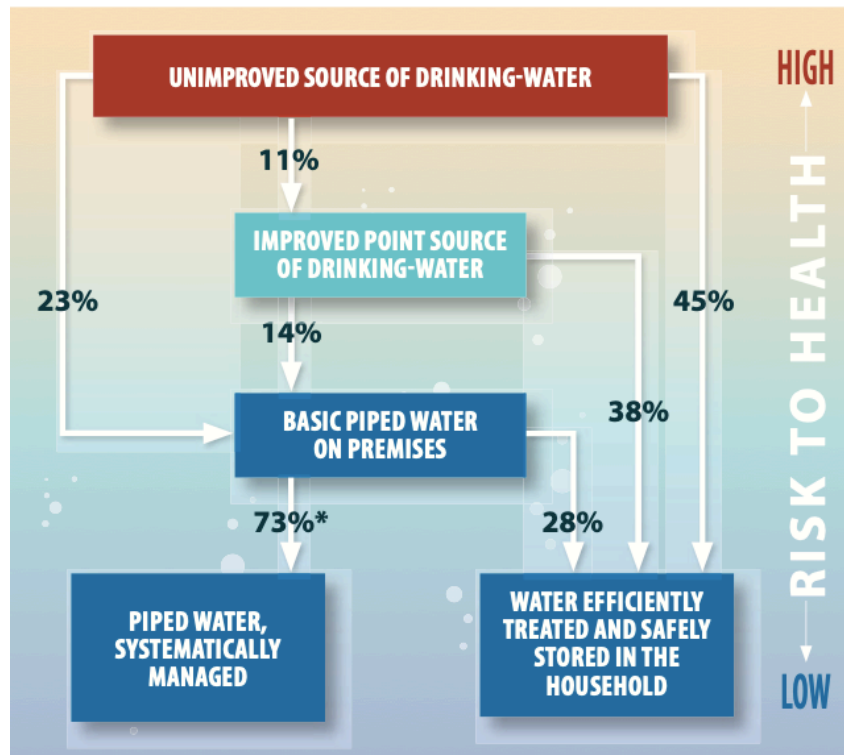 UNIMPROVED SOURCE OF DRINKING-WATER
HIGH
11%
IMPROVED POINT SOURCE
OF DRINKING-WATER
23%
45%
14%
38%
BASIC PIPED WATER
ON PREMISES
73%*
28%
PIPED WATER,
SYSTEMATICALLY
MANAGED
WATER EFFICIENTLY
TREATED AND SAFELY
STORED IN THE
HOUSEHOLD
RISK TO HEALTH
LOW